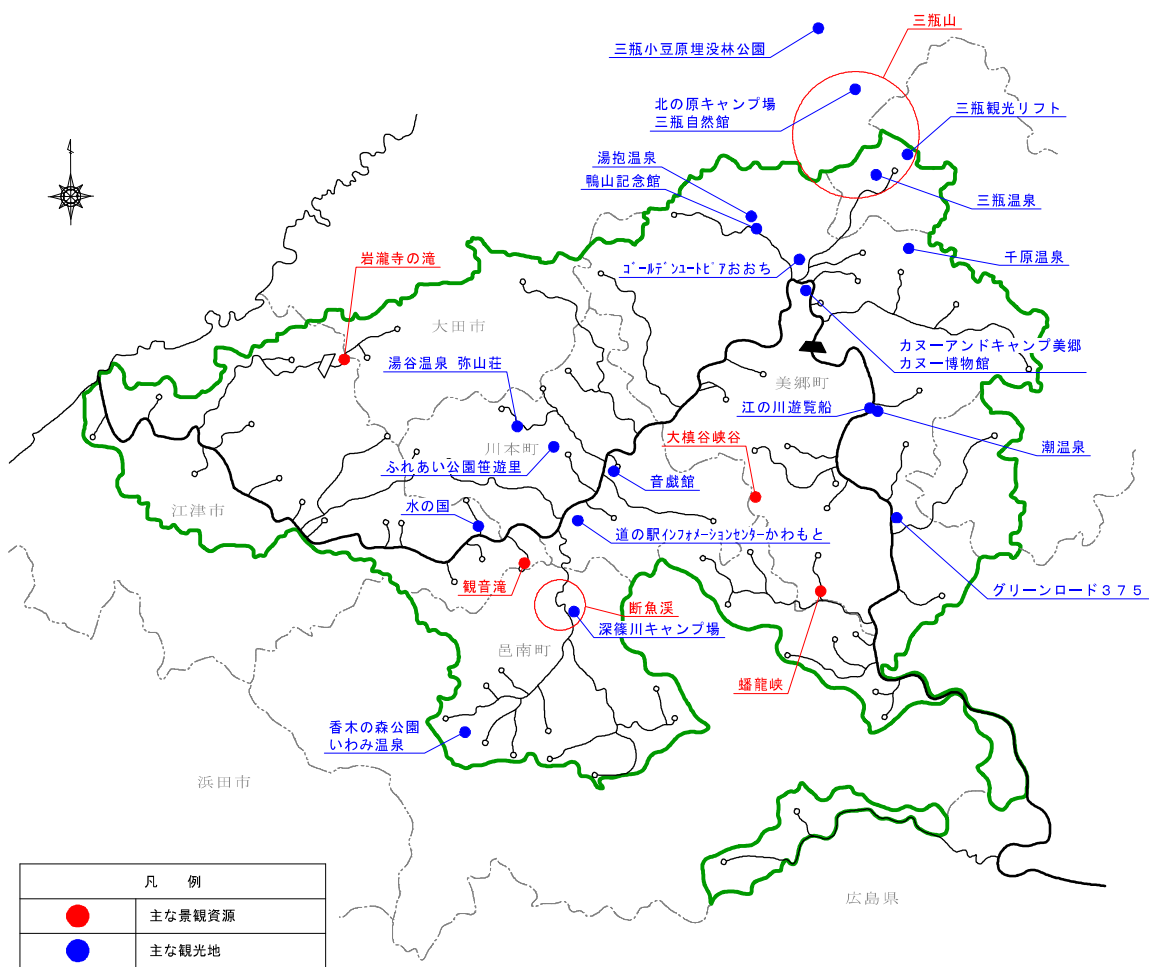 三瓶山
三瓶小豆原埋没林公園
北の原キャンプ場
三瓶自然館
三瓶観光リフト
湯抱温泉
鴨山記念館
三瓶温泉
岩瀧寺の滝
ゴールデンユートピアおおち
千原温泉
大田市
カヌーアンドキャンプ美郷
カヌー博物館
湯谷温泉 弥山荘
美郷町
江の川遊覧船
川本町
大槙谷峡谷
潮温泉
ふれあい公園笹遊里
音戯館
江津市
水の国
道の駅インフォメーションセンターかわもと
観音滝
グリーンロード375
断魚渓
深篠川キャンプ場
邑南町
蟠龍峡
香木の森公園
いわみ温泉
浜田市
広島県
凡 例
主な景観資源
主な観光地